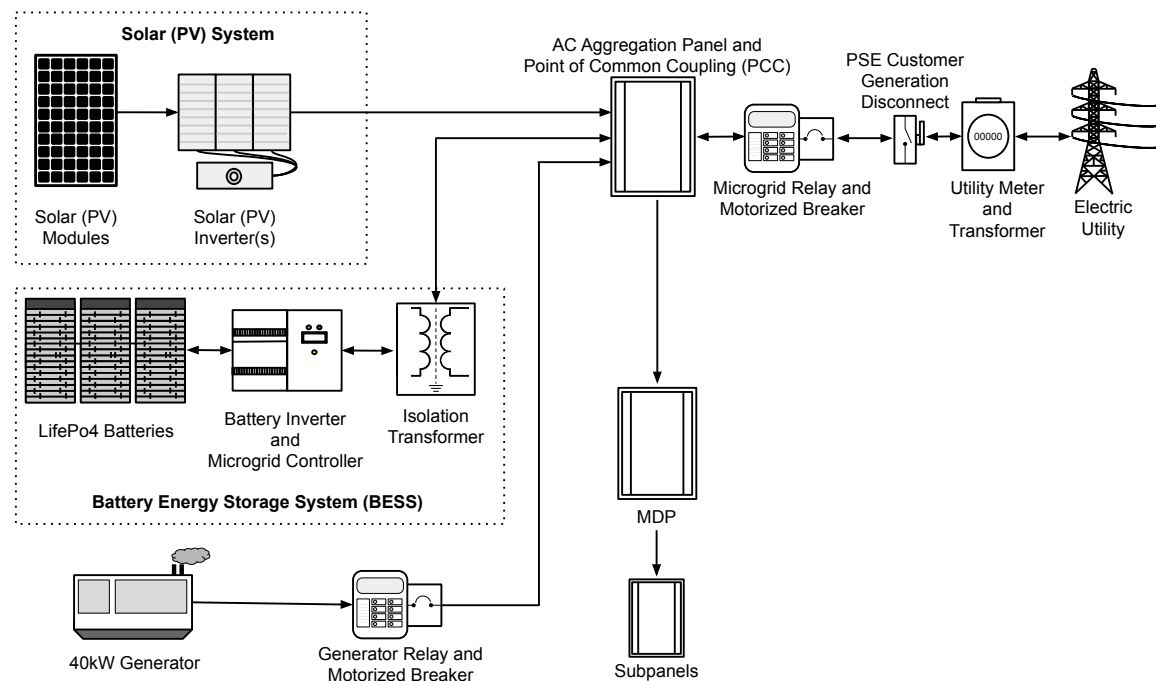 Solar (PV) System
Solar (PV)
Modules
Solar (PV)
Inverter(s)
AC Aggregation Panel and
Point of Common Coupling (PCC)
Microgrid Relay and
Motorized Breaker
PSE Customer
Generation
Disconnect
00000
Utility Meter
and
Transformer
Electric
Utility
LifePo4 Batteries
Battery Inverter
and
Microgrid Controller
Isolation
Transformer
Battery Energy Storage System (BESS)
MDP
40kW Generator
Generator Relay and
Motorized Breaker
Subpanels